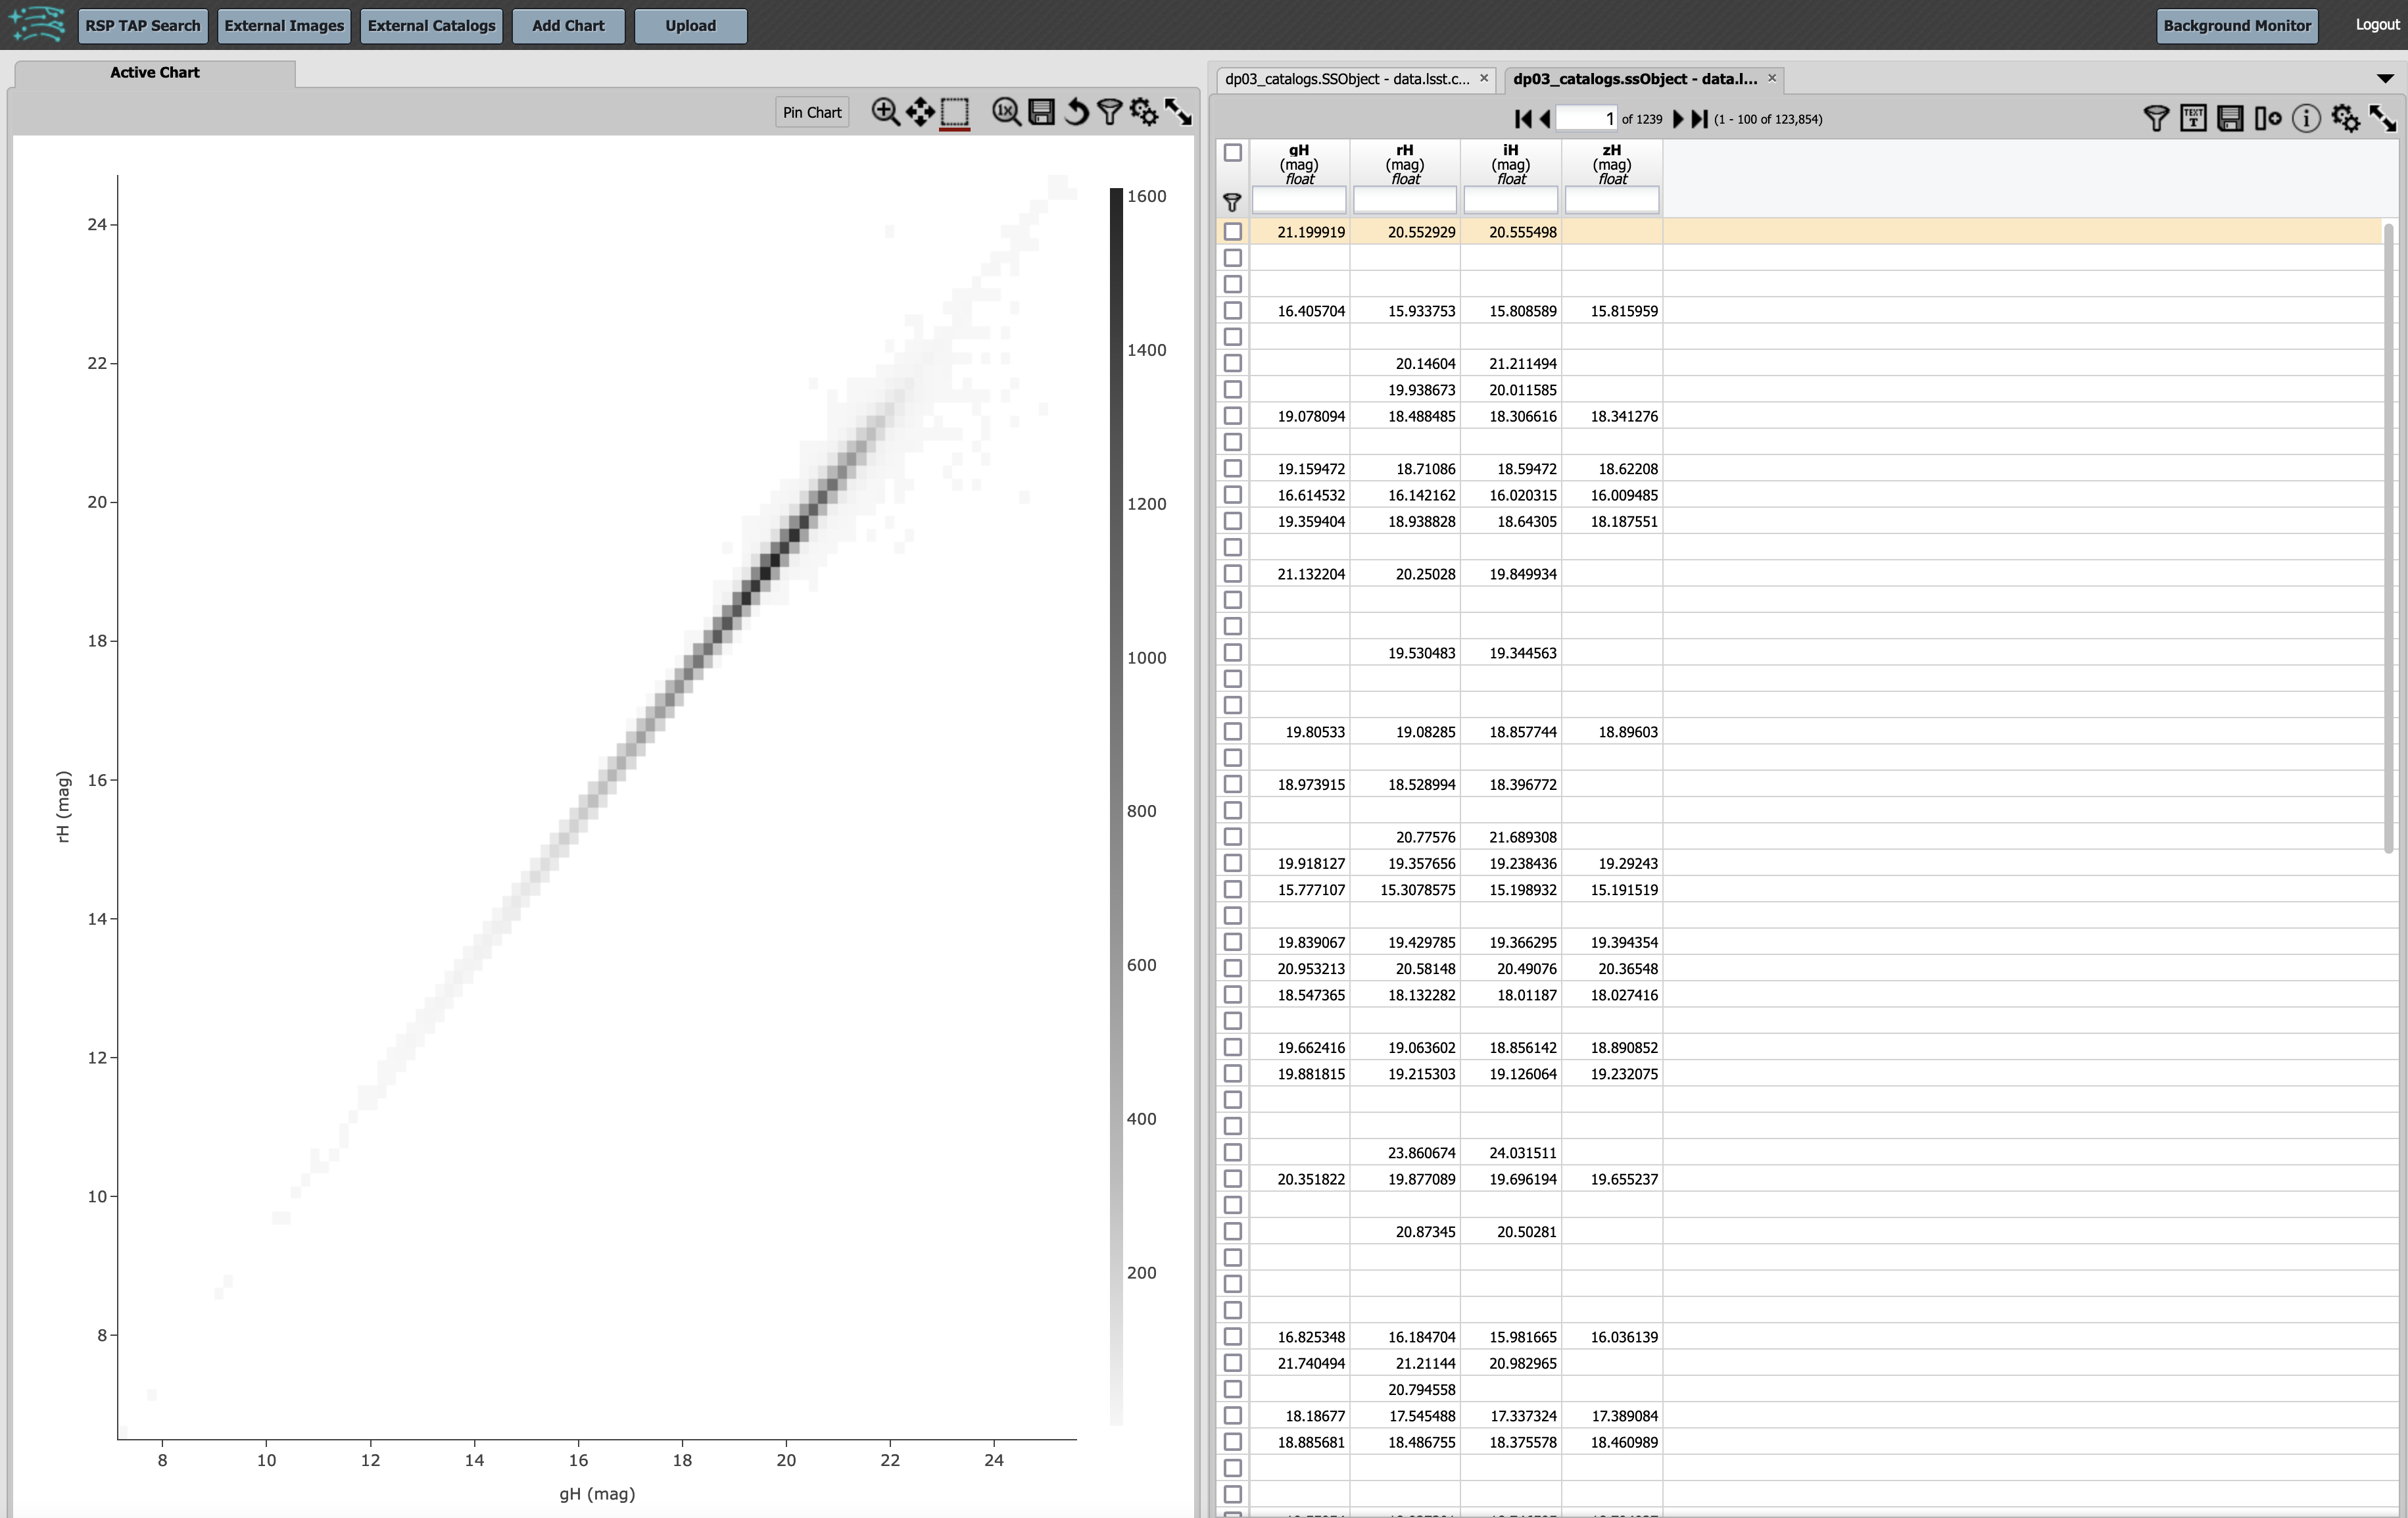 RSP TAP Search External Images External Catalogs Add Chart Upload Background Monitor Logout
Active Chart
Pin Chart
1x
24
22
20
18
16
14
12
10
8
rH (mag)
8 10 12 14 16 18 20 22 24
gH (mag)
1600
1400
1200
1000
800
600
400
200
dp03_catalogs.SSObject - data.lsst.c... × dp03_catalogs.ssObject - data.l... ×
1 of 1239 (1 - 100 of 123,854)
TEXT T
gH rH iH zH
(mag) (mag) (mag) (mag)
float float float float
21.199919 20.552929 20.555498
16.405704 15.933753 15.808589 15.815959
20.14604 21.211494
19.938673 20.011585
19.078094 18.488485 18.306616 18.341276
19.159472 18.71086 18.59472 18.62208
16.614532 16.142162 16.020315 16.009485
19.359404 18.938828 18.64305 18.187551
21.132204 20.25028 19.849934
19.530483 19.344563
19.80533 19.08285 18.857744 18.89603
18.973915 18.528994 18.396772
20.77576 21.689308
19.918127 19.357656 19.238436 19.29243
15.777107 15.3078575 15.198932 15.191519
19.839067 19.429785 19.366295 19.394354
20.953213 20.58148 20.49076 20.36548
18.547365 18.132282 18.01187 18.027416
19.662416 19.063602 18.856142 18.890852
19.881815 19.215303 19.126064 19.232075
23.860674 24.031511
20.351822 19.877089 19.696194 19.655237
20.87345 20.50281
16.825348 16.184704 15.981665 16.036139
21.740494 21.21144 20.982965
20.794558
18.18677 17.545488 17.337324 17.389084
18.885681 18.486755 18.375578 18.460989